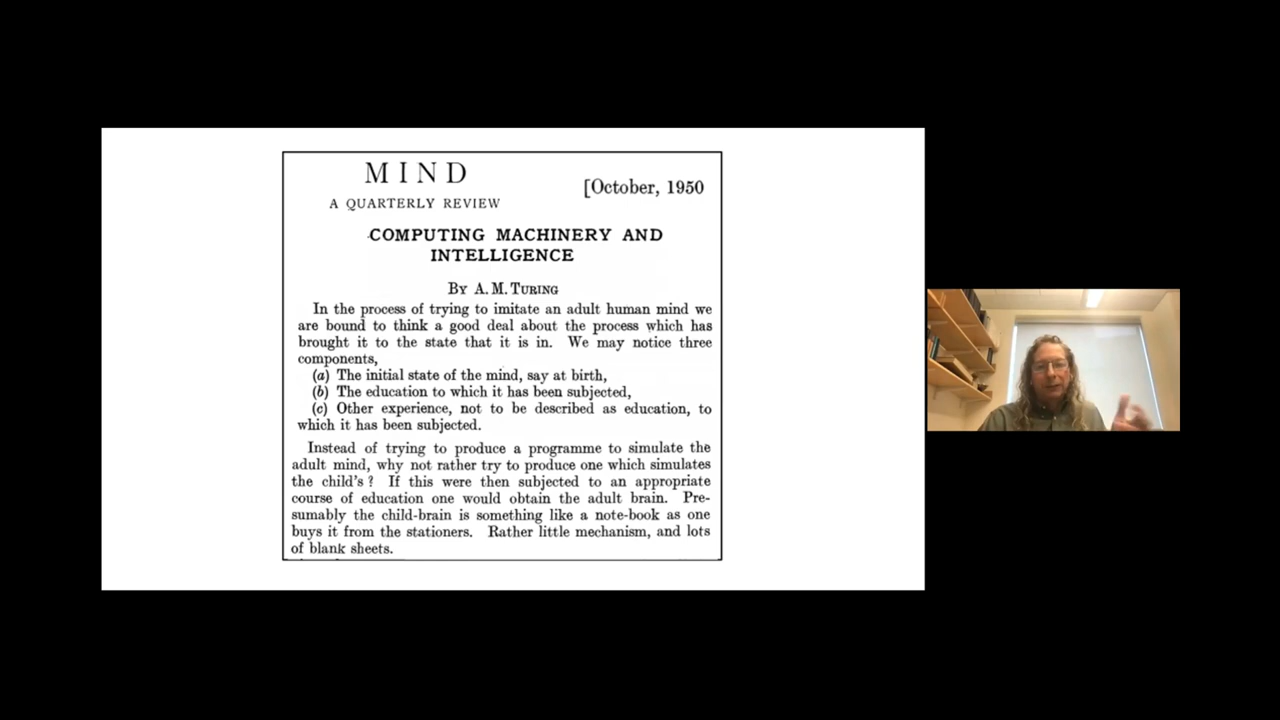 MIND
[October, 1950
A QUARTERLY REVIEW
COMPUTING MACHINERY AND
INTELLIGENCE
By A. M. Turing
In the process of trying to imitate an adult human mind we
are bound to think a good deal about the process which has
brought it to the state that it is in. We may notice three
components,
(a) The initial state of the mind, say at birth,
(b) The education to which it has been subjected,
(c) Other experience, not to be described as education, to
which it has been subjected.
Instead of trying to produce a programme to simulate the
adult mind, why not rather try to produce one which simulates
the child's? If this were then subjected to an appropriate
course of education one would obtain the adult brain. Pre-
sumably the child-brain is something like a note-book as one
buys it from the stationers. Rather little mechanism, and lots
of blank sheets.